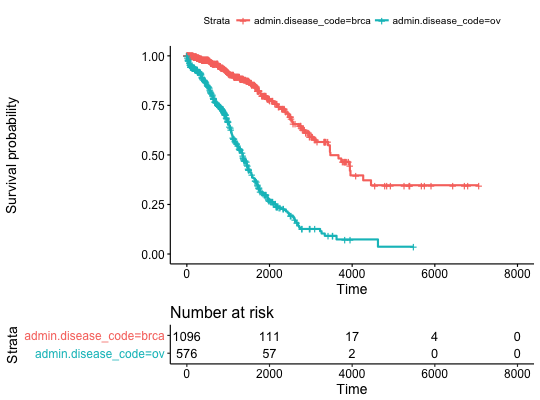 Strata admin.disease_code=brca admin.disease_code=ov
Survival probability
1.00
0.75
0.50
0.25
0.00
0 2000 4000 6000 8000
Time
Number at risk
Strata
admin.disease_code=brca 1096 111 17 4 0
admin.disease_code=ov 576 57 2 0 0
0 2000 4000 6000 8000
Time